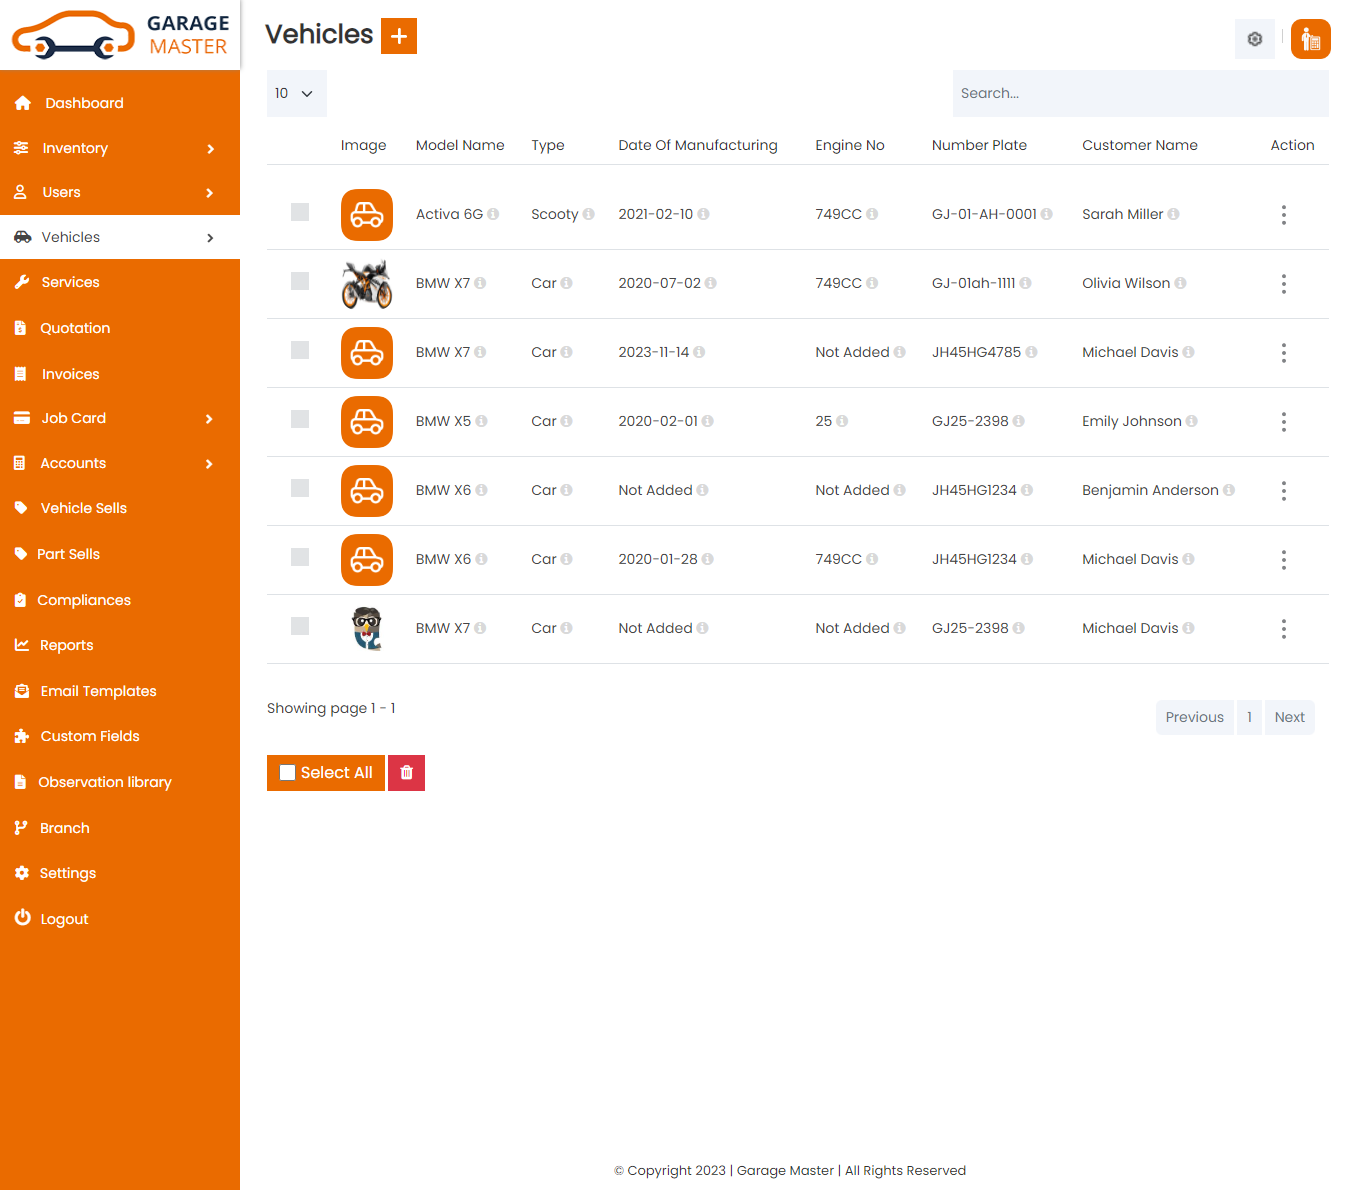 GARAGE
MASTER
Vehicles +
Dashboard
Inventory
Users
Vehicles
Services
Quotation
Invoices
Job Card
Accounts
Vehicle Sells
Part Sells
Compliances
Reports
Email Templates
Custom Fields
Observation library
Branch
Settings
Logout
10
Search...
Image Model Name Type Date Of Manufacturing Engine No Number Plate Customer Name Action
Activa 6G Scooty 2021-02-10 749CC GJ-01-AH-0001 Sarah Miller
BMW X7 Car 2020-07-02 749CC GJ-01ah-1111 Olivia Wilson
BMW X7 Car 2023-11-14 Not Added JH45HG4785 Michael Davis
BMW X5 Car 2020-02-01 25 GJ25-2398 Emily Johnson
BMW X6 Car Not Added Not Added JH45HG1234 Benjamin Anderson
BMW X6 Car 2020-01-28 749CC JH45HG1234 Michael Davis
BMW X7 Car Not Added Not Added GJ25-2398 Michael Davis
Showing page 1 - 1
Previous 1 Next
Select All
© Copyright 2023 | Garage Master | All Rights Reserved